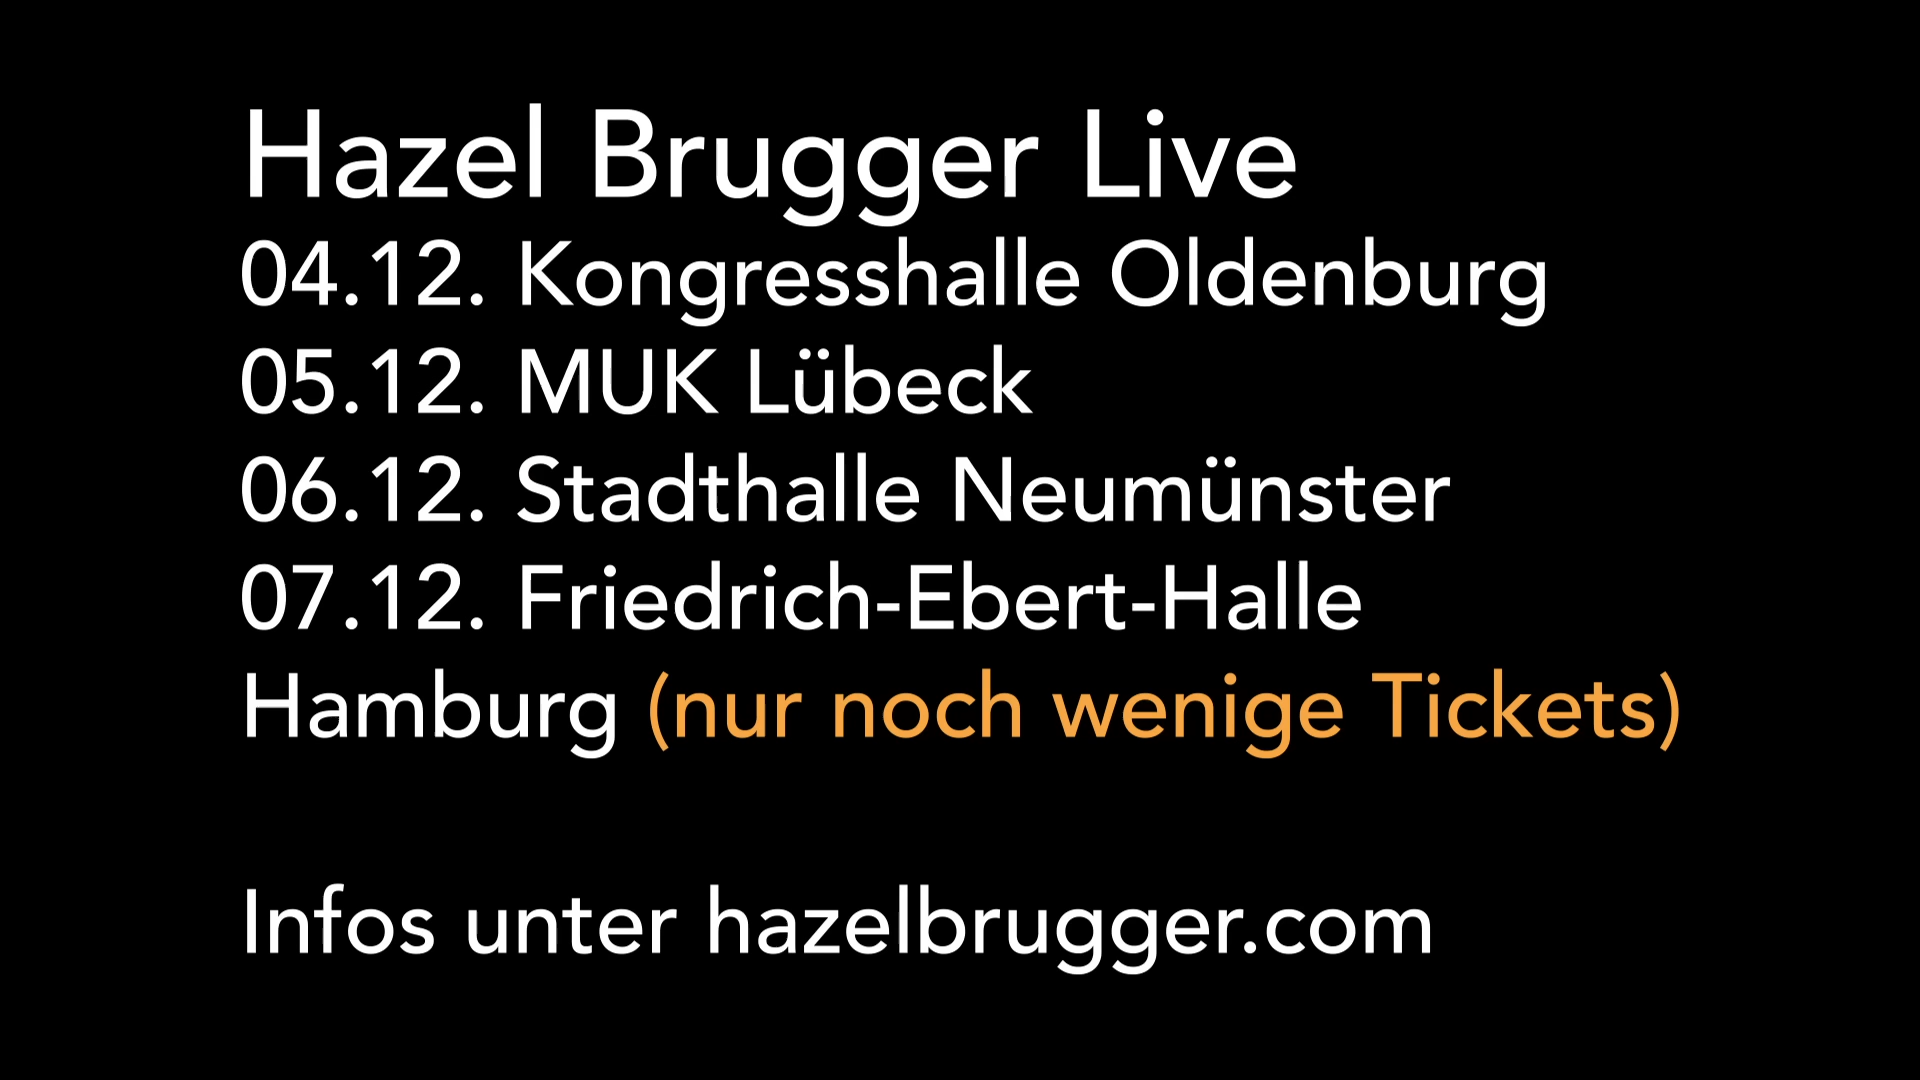 Hazel Brugger Live
04.12. Kongresshalle Oldenburg
05.12. MUK Lübeck
06.12. Stadthalle Neumünster
07.12. Friedrich-Ebert-Halle
Hamburg (nur noch wenige Tickets)
Infos unter hazelbrugger.com